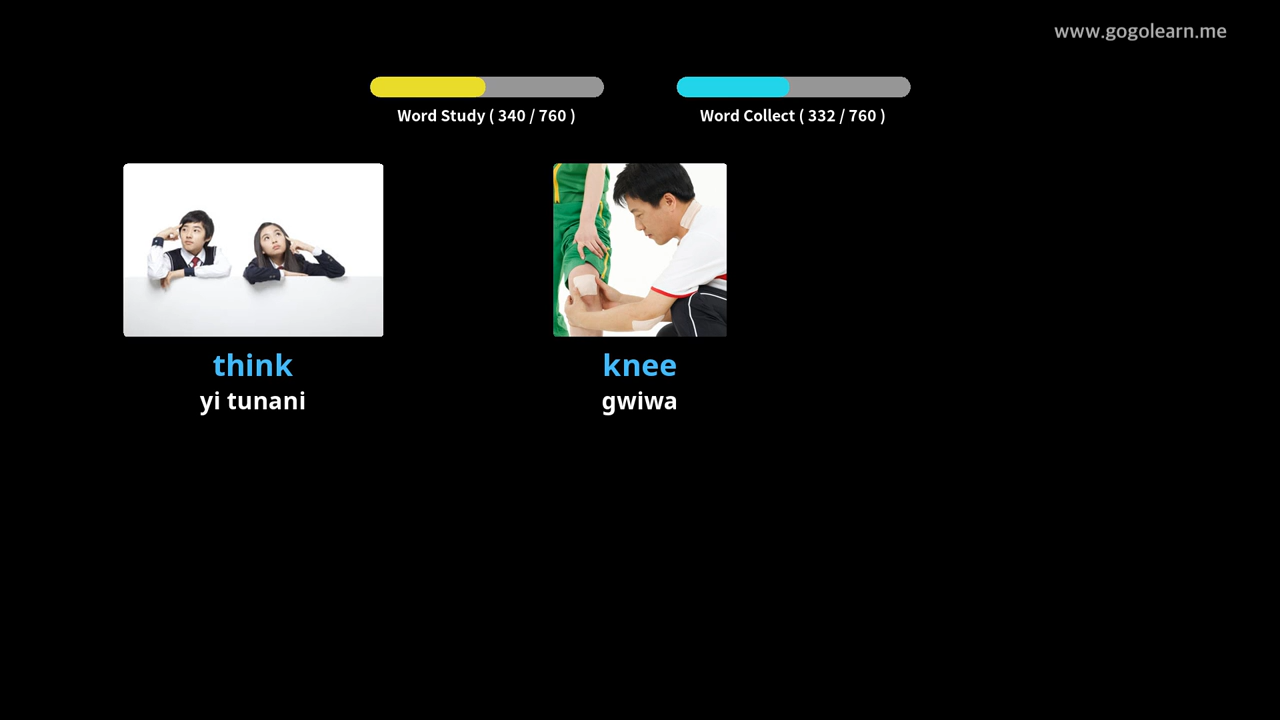 www.gogolearn.me
Word Study ( 340 / 760 )
Word Collect ( 332 / 760 )
think
yi tunani
knee
gwiwa